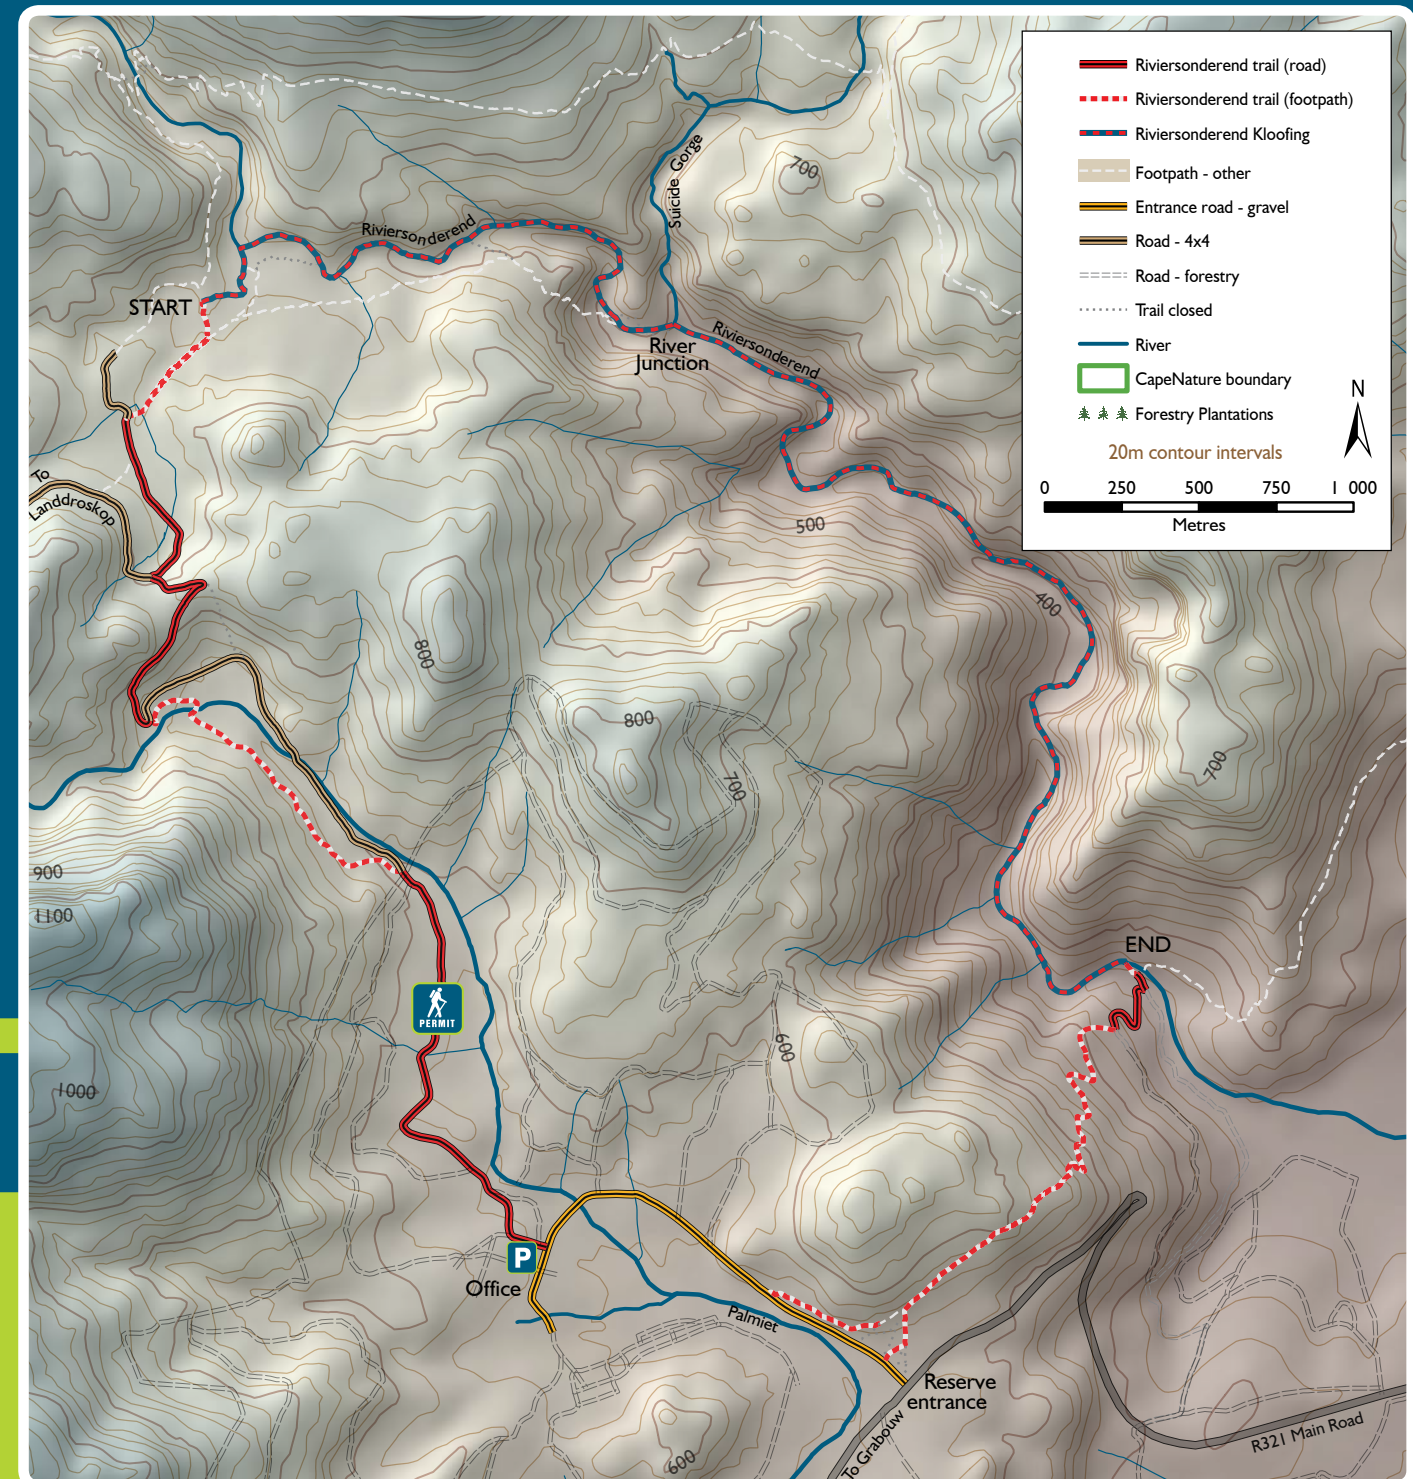 Riviersonderend trail (road)
Riviersonderend trail (footpath)
Riviersonderend Kloofing
Footpath - other
Entrance road - gravel
Road - 4x4
Road - forestry
Trail closed
River
CapeNature boundary
Forestry Plantations
20m contour intervals
N
0 250 500 750 1 000
Metres
700
Suicide Gorge
Riviersonderend
START
River
Junction
Riviersonderend
To
Landdroskop
500
400
800
800
700
700
900
1100
END
PERMIT
600
1000
P
Office
Palmiet
Reserve
entrance
To Grabouw
R321 Main Road
600